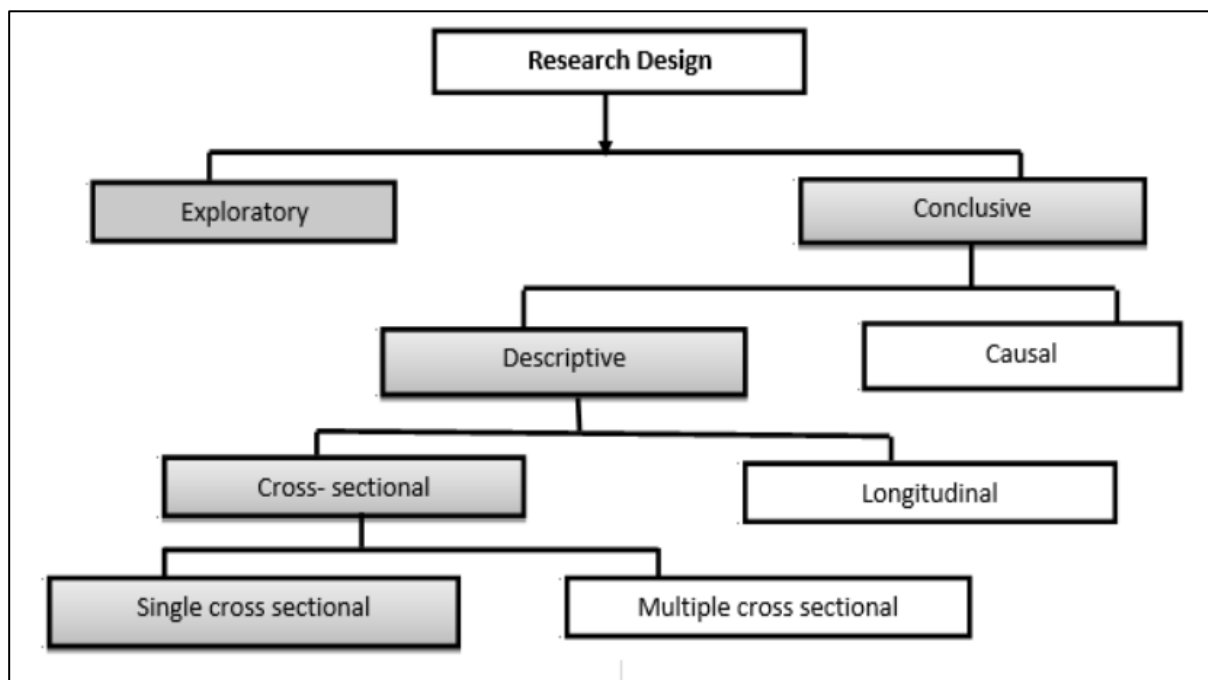 Research Design
Exploratory
Conclusive
Descriptive
Causal
Cross- sectional
Longitudinal
Single cross sectional
Multiple cross sectional